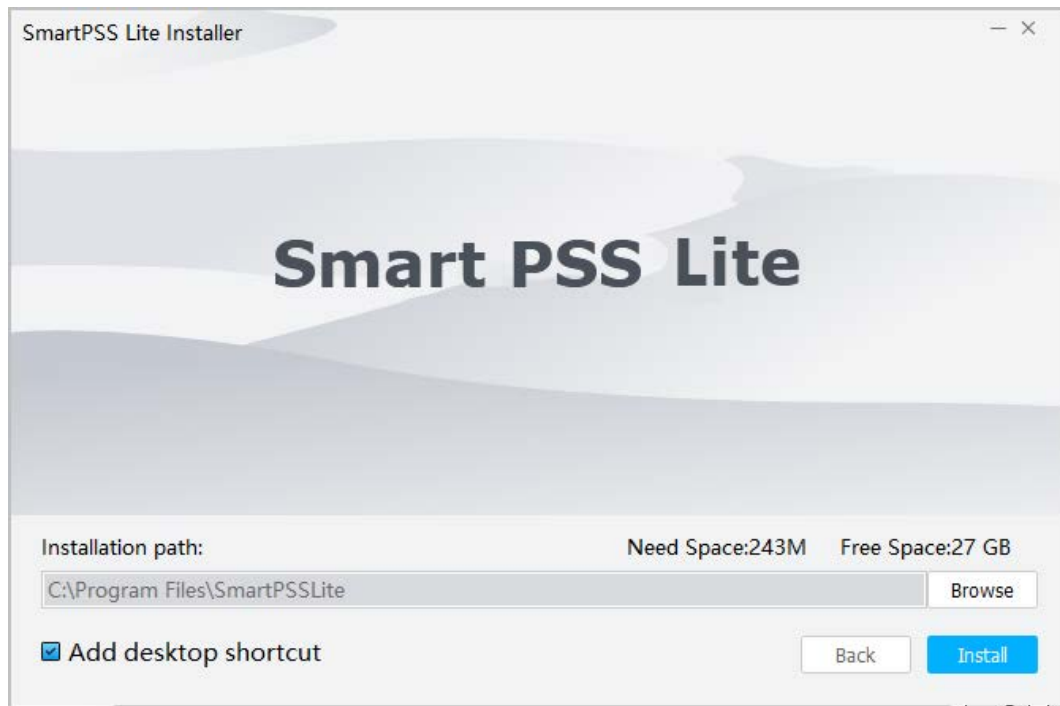 SmartPSS Lite Installer
Smart PSS Lite
Installation path: Need Space:243M Free Space:27 GB
C:\Program Files\SmartPSSLite Browse
Add desktop shortcut Back Install